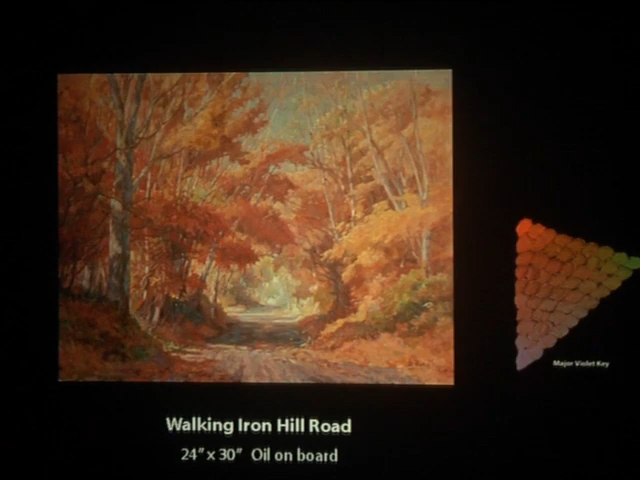 Major Violet Key
Walking Iron Hill Road
24" x 30" Oil on board